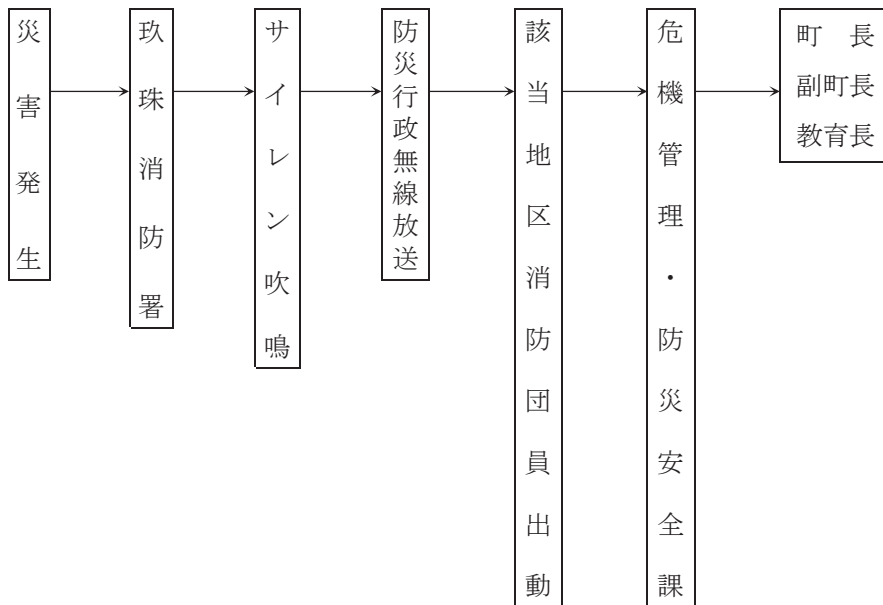 災害発生
玖珠消防署
サイレン吹鳴
防災行政無線放送
該当地区消防団員出動
危機管理・防災安全課
町　長
副町長
教育長